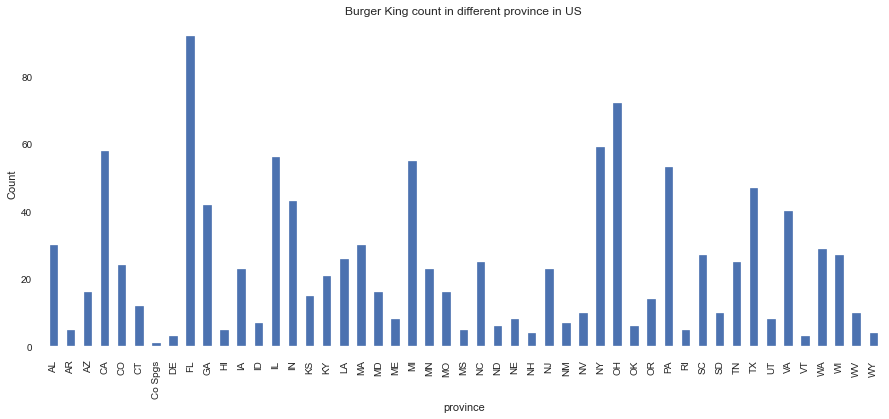 Burger King count in different province in US
Count
80
60
40
20
0
AL AR AZ CA CO CT Co Spgs DE FL GA HI IA ID IL IN KS KY LA MA MD ME MI MN MO MS NC ND NE NH NJ NM NV NY OH OK OR PA RI SC SD TN TX UT VA VT WA WI WV WY
province